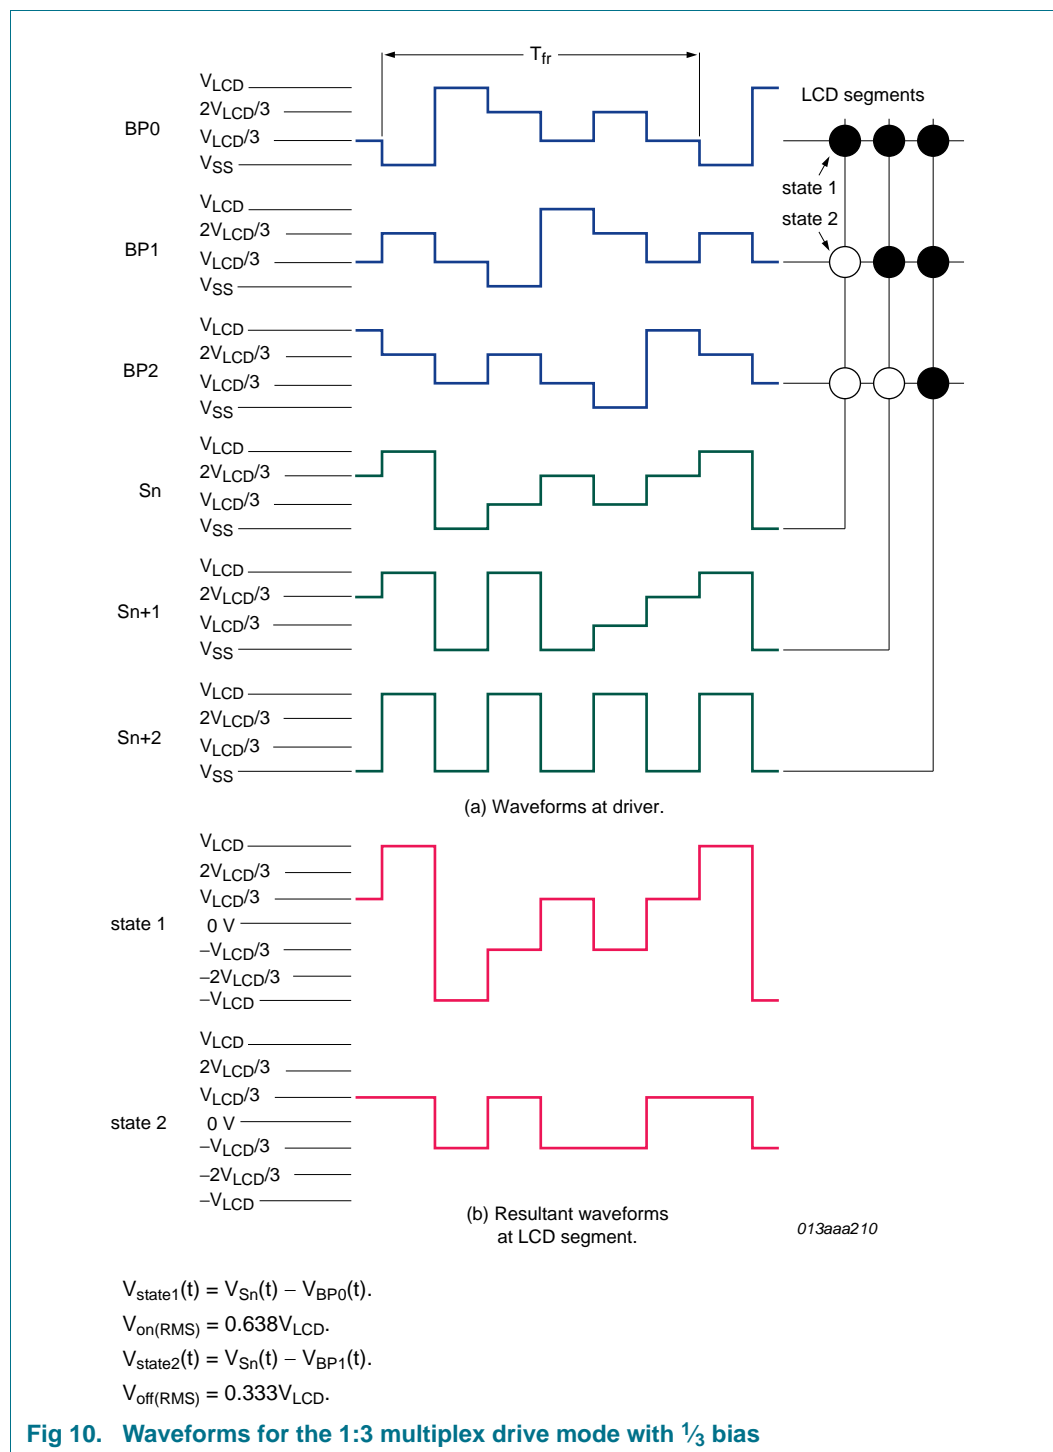 Tfr
VLCD
2VLCD/3
VLCD/3
VSS
BP0
LCD segments
state 1
VLCD
2VLCD/3
VLCD/3
VSS
BP1
state 2
VLCD
2VLCD/3
VLCD/3
VSS
BP2
VLCD
2VLCD/3
VLCD/3
VSS
Sn
VLCD
2VLCD/3
VLCD/3
VSS
Sn+1
VLCD
2VLCD/3
VLCD/3
VSS
Sn+2
(a) Waveforms at driver.
VLCD
2VLCD/3
VLCD/3
0 V
−VLCD/3
−2VLCD/3
−VLCD
state 1
VLCD
2VLCD/3
VLCD/3
0 V
−VLCD/3
−2VLCD/3
−VLCD
state 2
(b) Resultant waveforms
at LCD segment.
013aaa210
Vstate1(t) = VSn(t) − VBP0(t).
Von(RMS) = 0.638VLCD.
Vstate2(t) = VSn(t) − VBP1(t).
Voff(RMS) = 0.333VLCD.
Fig 10. Waveforms for the 1:3 multiplex drive mode with 1⁄3 bias